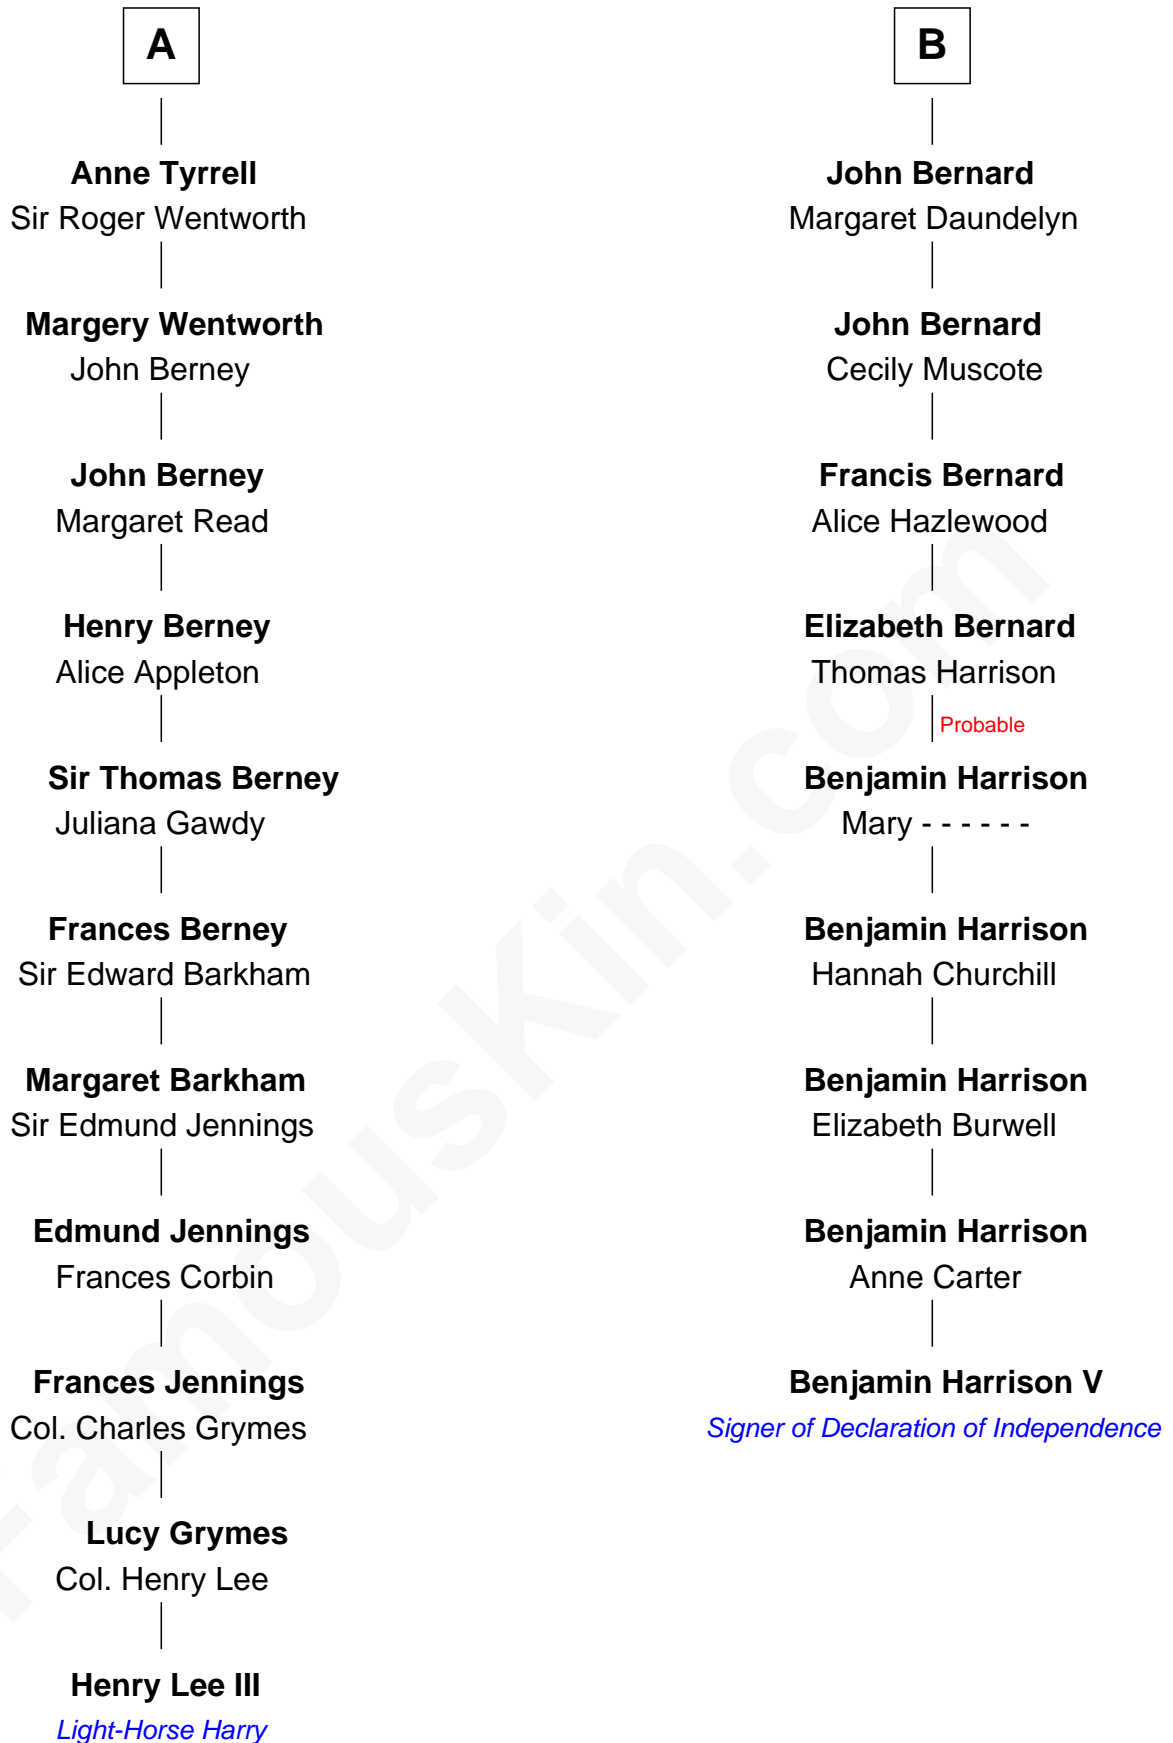 A
Anne Tyrrell
Sir Roger Wentworth
Margery Wentworth
John Berney
John Berney
Margaret Read
Henry Berney
Alice Appleton
Sir Thomas Berney
Juliana Gawdy
Frances Berney
Sir Edward Barkham
Margaret Barkham
Sir Edmund Jennings
Edmund Jennings
Frances Corbin
Frances Jennings
Col. Charles Grymes
Lucy Grymes
Col. Henry Lee
Henry Lee III
Light-Horse Harry
B
John Bernard
Margaret Daundelyn
John Bernard
Cecily Muscote
Francis Bernard
Alice Hazlewood
Elizabeth Bernard
Thomas Harrison
Probable
Benjamin Harrison
Mary - - - - - -
Benjamin Harrison
Hannah Churchill
Benjamin Harrison
Elizabeth Burwell
Benjamin Harrison
Anne Carter
Benjamin Harrison V
Signer of Declaration of Independence
FamousKin.com